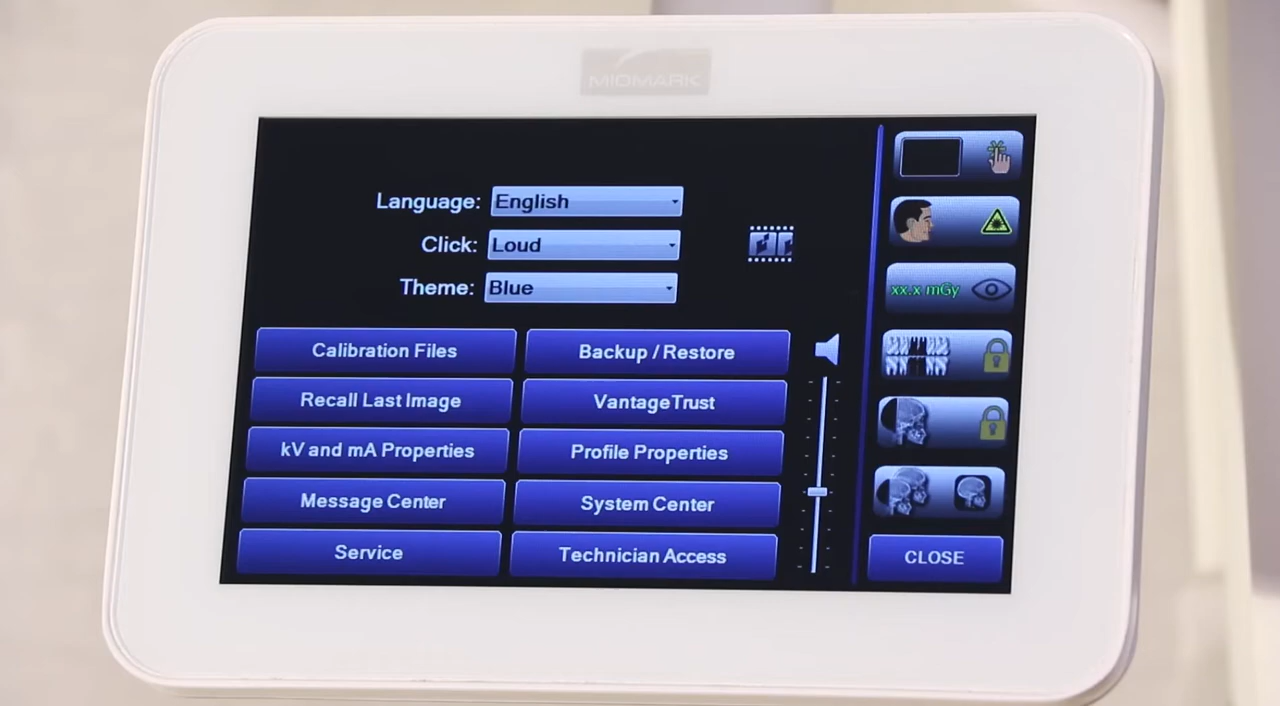 MIDMARK
Language: English
Click: Loud
Theme: Blue
xx.x mGy
Calibration Files
Backup / Restore
Recall Last Image
VantageTrust
kV and mA Properties
Profile Properties
Message Center
System Center
Service
Technician Access
CLOSE